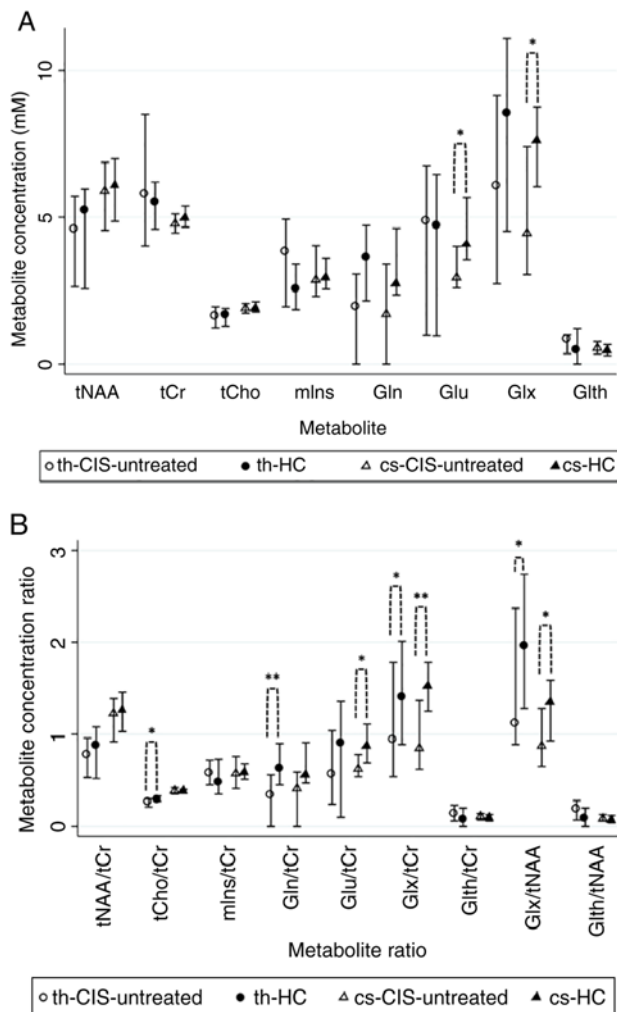 A
Metabolite concentration (mM)
10
5
0
*
*
tNAA tCr tCho mIns Gln Glu Glx Glth
Metabolite
th-CIS-untreated th-HC cs-CIS-untreated cs-HC
B
Metabolite concentration ratio
3
2
1
0
*
**
*
*
**
*
*
tNAA/tCr
tCho/tCr
mIns/tCr
Gln/tCr
Glu/tCr
Glx/tCr
Glth/tCr
Glx/tNAA
Glth/tNAA
Metabolite ratio
th-CIS-untreated th-HC cs-CIS-untreated cs-HC